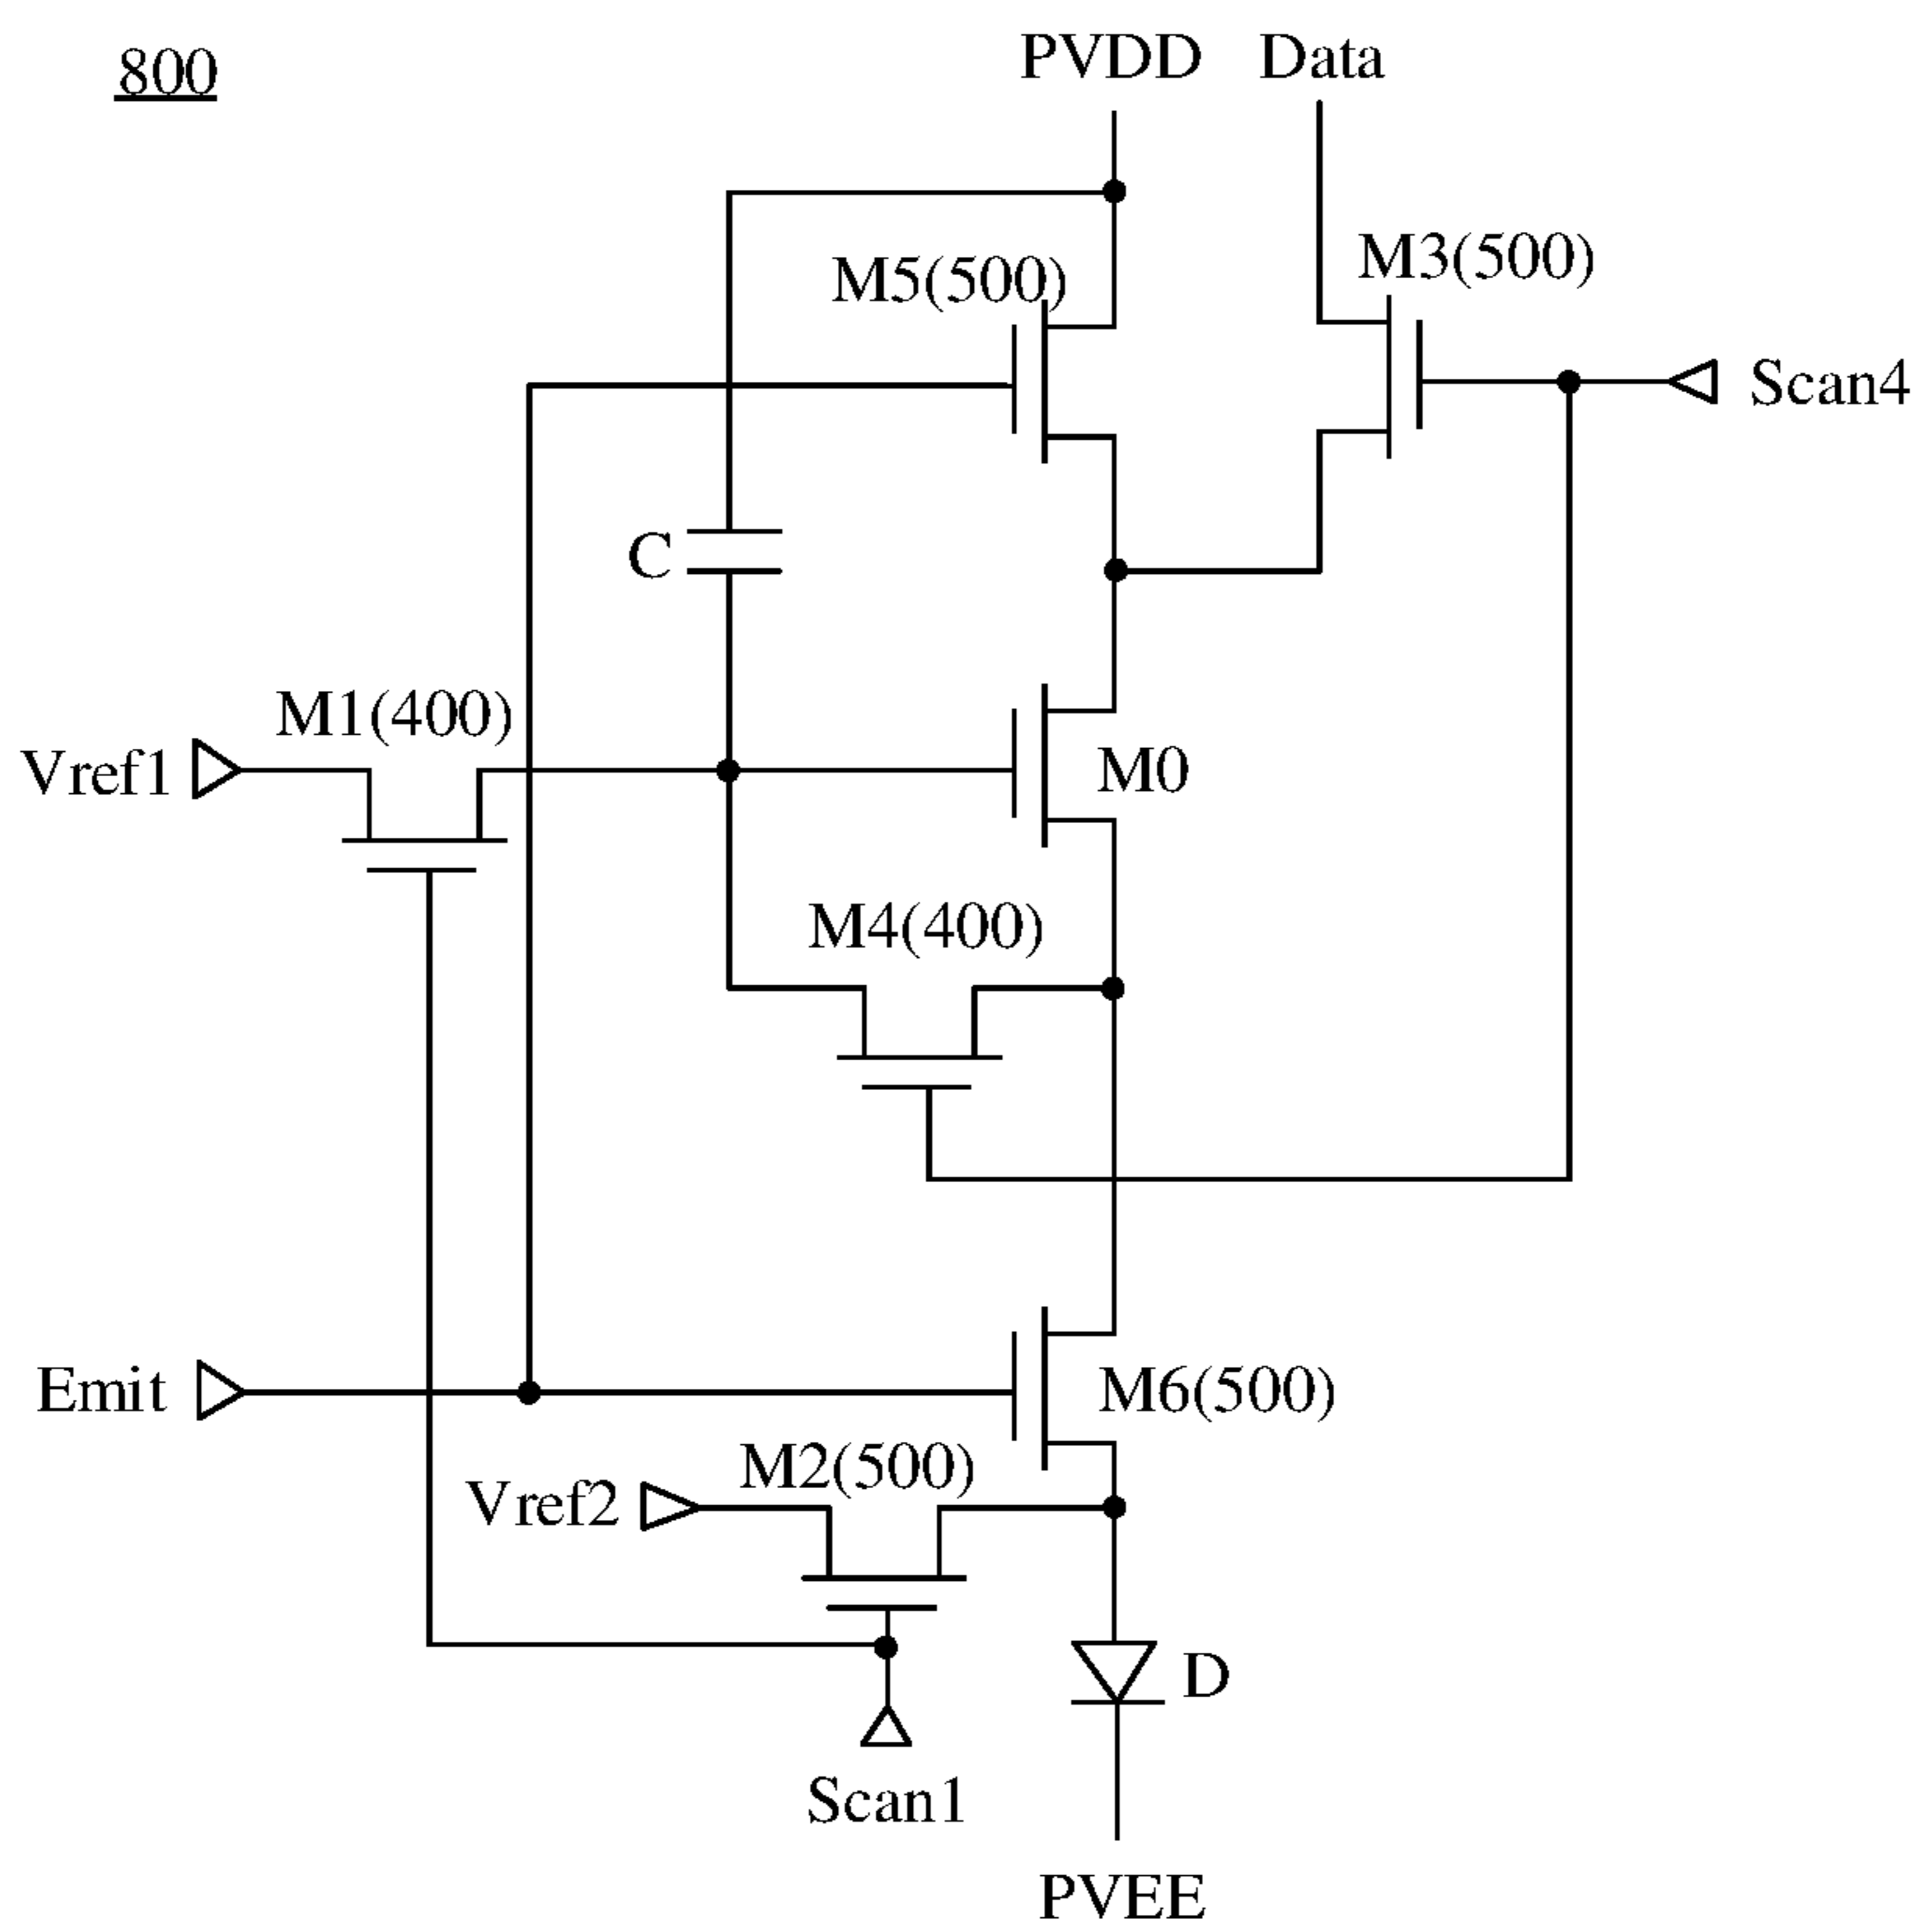 800
PVDD
Data
M5(500)
M3(500)
Scan4
C
M1(400)
Vref1
M0
M4(400)
Emit
M6(500)
M2(500)
Vref2
D
Scan1
PVEE